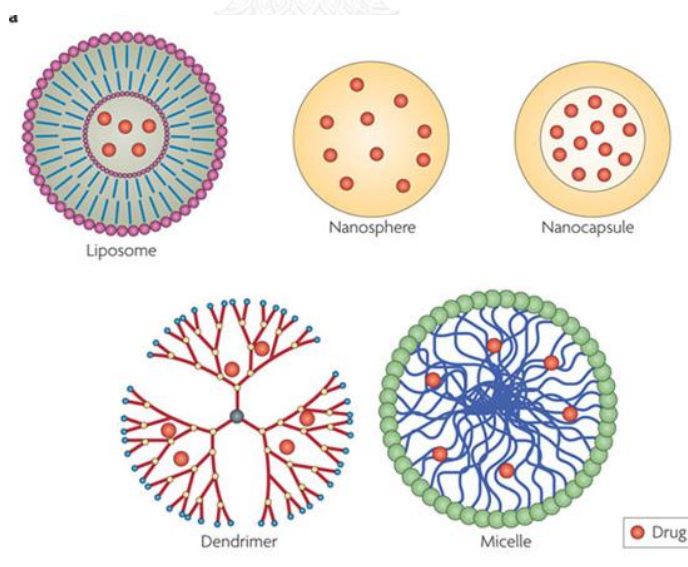 a
Liposome
Nanosphere
Nanocapsule
Dendrimer
Micelle
Drug